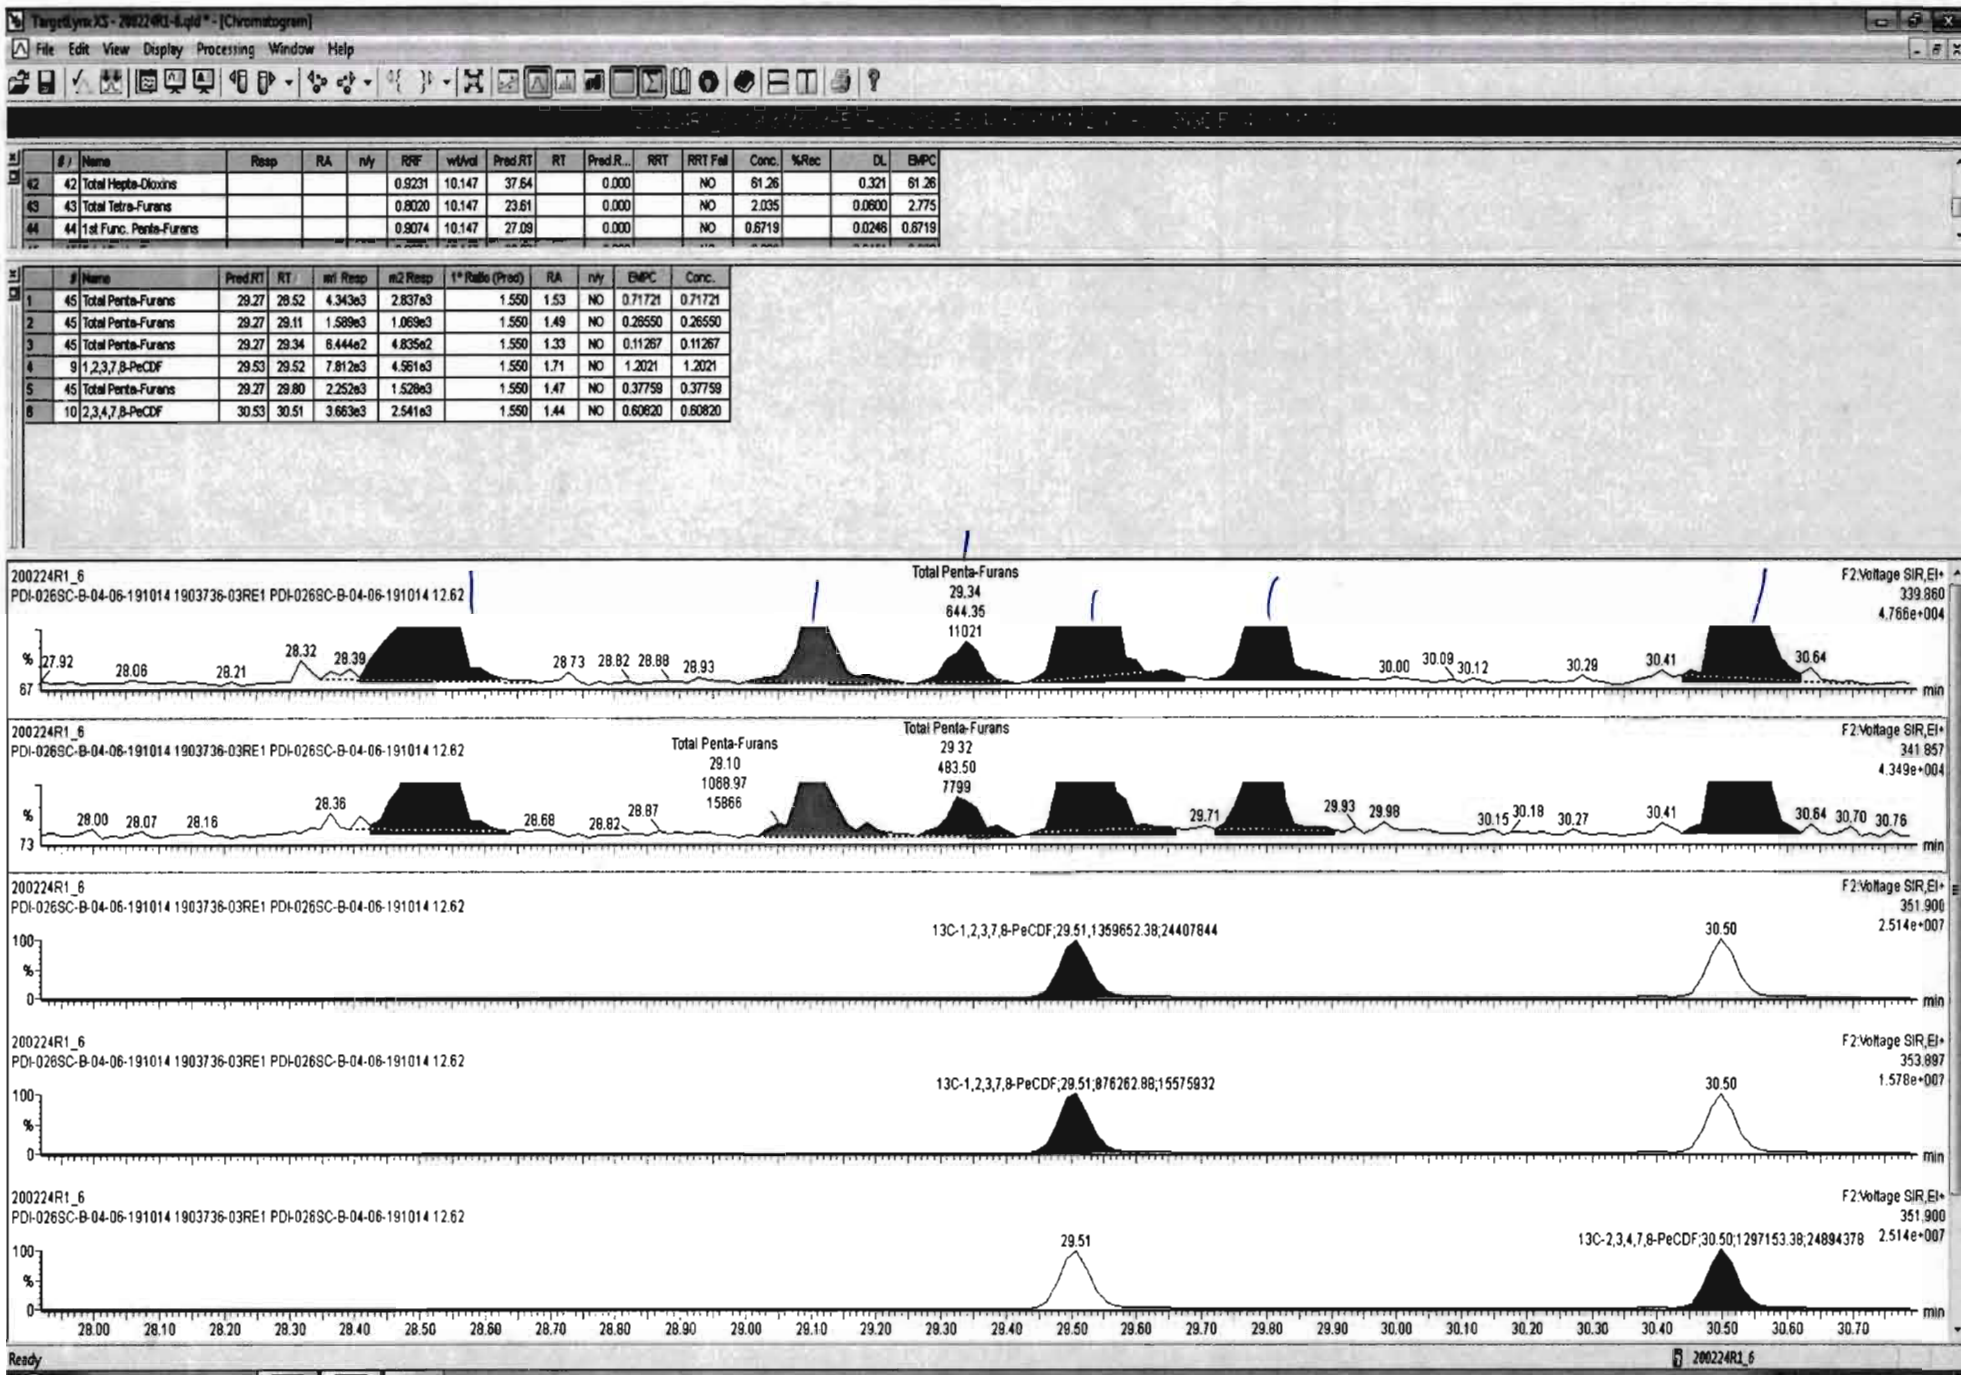 TargetLynx XS - 200224R1-6.qld * - [Chromatogram]
File Edit View Display Processing Window Help
# / Name Resp RA n/y RRF wt/vol Pred.RT RT Pred.R... RRT RRT Fail Conc. %Rec DL EMPC
42 42 Total Hepta-Dioxins 0.9231 10.147 37.64 0.000 NO 61.26 0.321 61.26
43 43 Total Tetra-Furans 0.8020 10.147 23.61 0.000 NO 2.035 0.0600 2.775
44 44 1st Func. Penta-Furans 0.9074 10.147 27.09 0.000 NO 0.6719 0.0246 0.6719
# Name Pred.RT RT m1 Resp m2 Resp 1° Ratio (Pred) RA n/y EMPC Conc.
1 45 Total Penta-Furans 29.27 28.52 4.343e3 2.837e3 1.550 1.53 NO 0.71721 0.71721
2 45 Total Penta-Furans 29.27 29.11 1.589e3 1.069e3 1.550 1.49 NO 0.26550 0.26550
3 45 Total Penta-Furans 29.27 29.34 6.444e2 4.835e2 1.550 1.33 NO 0.11267 0.11267
4 9 1,2,3,7,8-PeCDF 29.53 29.52 7.812e3 4.561e3 1.550 1.71 NO 1.2021 1.2021
5 45 Total Penta-Furans 29.27 29.80 2.252e3 1.528e3 1.550 1.47 NO 0.37759 0.37759
6 10 2,3,4,7,8-PeCDF 30.53 30.51 3.663e3 2.541e3 1.550 1.44 NO 0.60820 0.60820
200224R1_6 Total Penta-Furans F2:Voltage SIR,EI+
PDI-026SC-B-04-06-191014 1903736-03RE1 PDI-026SC-B-04-06-191014 12.62 29.34 339.860
644.35 4.766e+004
11021
% 27.92 28.06 28.21 28.32 28.39 28.73 28.82 28.88 28.93 30.00 30.09 30.12 30.29 30.41 30.64
67 min
200224R1_6 Total Penta-Furans F2:Voltage SIR,EI+
PDI-026SC-B-04-06-191014 1903736-03RE1 PDI-026SC-B-04-06-191014 12.62 Total Penta-Furans 29.32 341.857
29.10 483.50 4.349e+004
1068.97 7799
15866
% 28.00 28.07 28.16 28.36 28.68 28.82 28.87 29.71 29.93 29.98 30.15 30.18 30.27 30.41 30.64 30.70 30.76
73 min
200224R1_6 F2:Voltage SIR,EI+
PDI-026SC-B-04-06-191014 1903736-03RE1 PDI-026SC-B-04-06-191014 12.62 351.900
13C-1,2,3,7,8-PeCDF;29.51;1359652.38;24407844 30.50 2.514e+007
100
%
0 min
200224R1_6 F2:Voltage SIR,EI+
PDI-026SC-B-04-06-191014 1903736-03RE1 PDI-026SC-B-04-06-191014 12.62 353.897
13C-1,2,3,7,8-PeCDF;29.51;876262.88;15575932 30.50 1.578e+007
100
%
0 min
200224R1_6 F2:Voltage SIR,EI+
PDI-026SC-B-04-06-191014 1903736-03RE1 PDI-026SC-B-04-06-191014 12.62 351.900
29.51 13C-2,3,4,7,8-PeCDF;30.50;1297153.38;24894378 2.514e+007
100
%
0 min
28.00 28.10 28.20 28.30 28.40 28.50 28.60 28.70 28.80 28.90 29.00 29.10 29.20 29.30 29.40 29.50 29.60 29.70 29.80 29.90 30.00 30.10 30.20 30.30 30.40 30.50 30.60 30.70
Ready 200224R1_6